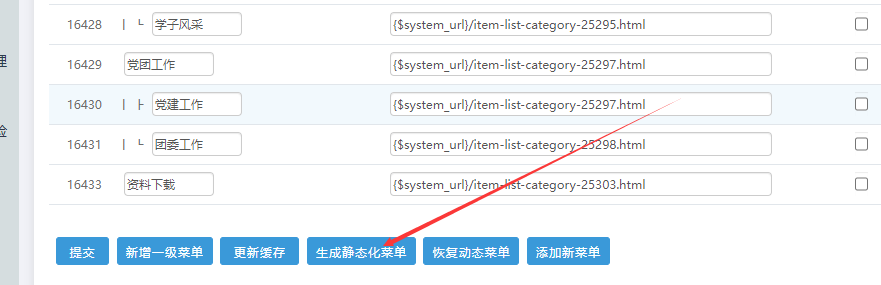 16428 学子风采 {$system_url}/item-list-category-25295.html
理
16429 党团工作 {$system_url}/item-list-category-25297.html
16430 党建工作 {$system_url}/item-list-category-25297.html
16431 团委工作 {$system_url}/item-list-category-25298.html
16433 资料下载 {$system_url}/item-list-category-25303.html
提交 新增一级菜单 更新缓存 生成静态化菜单 恢复动态菜单 添加新菜单